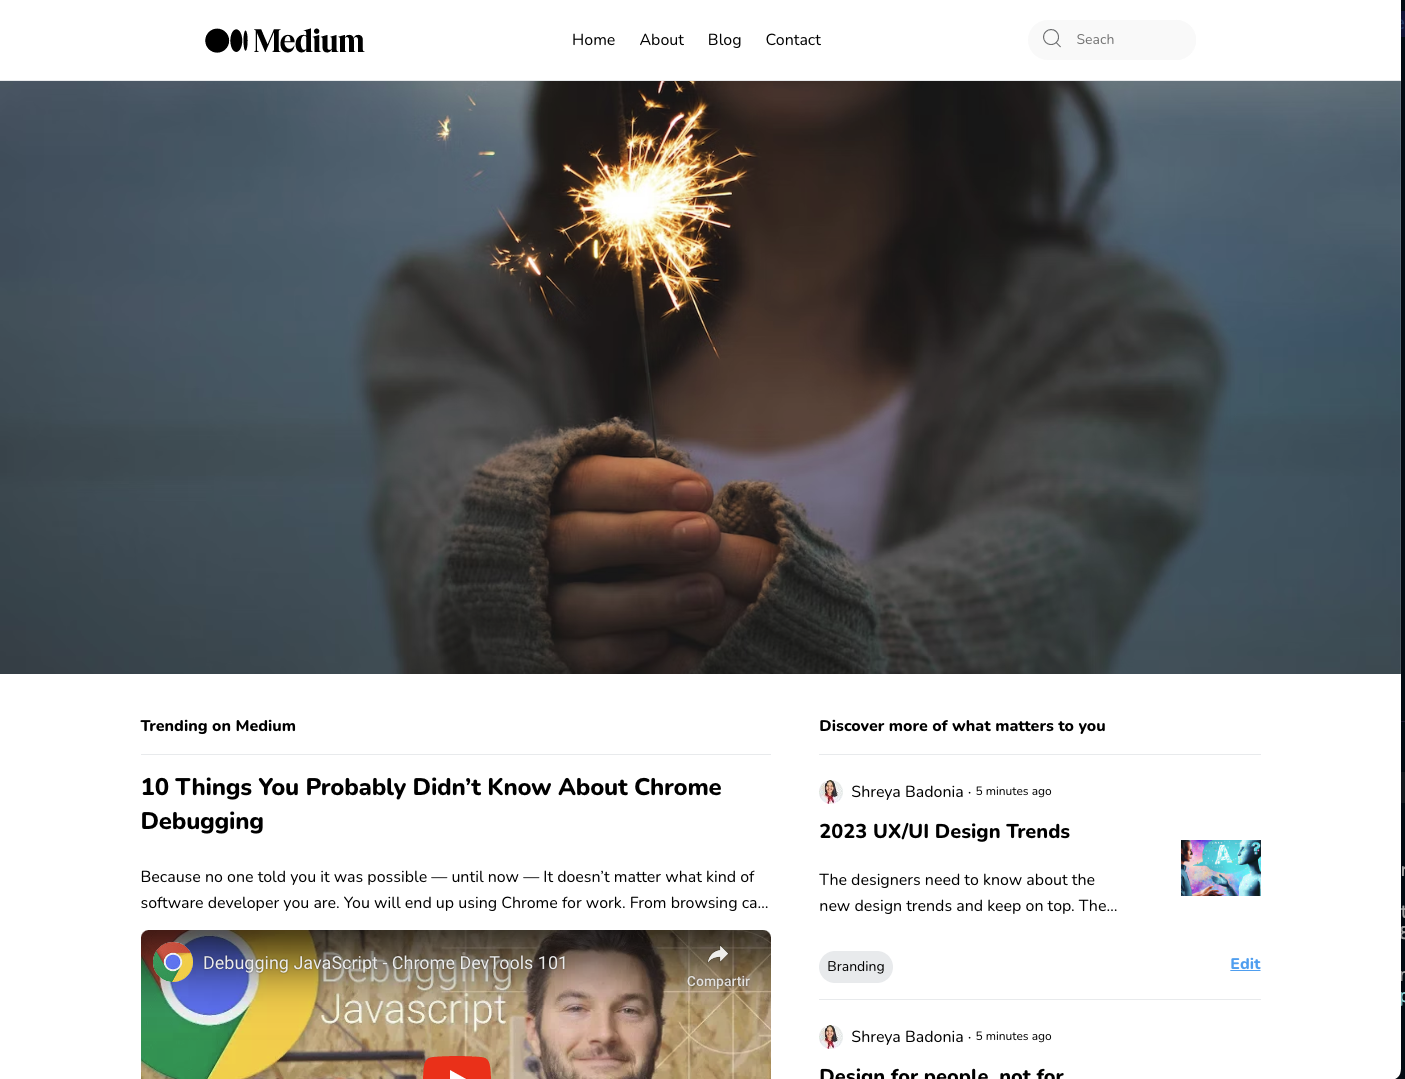 Medium
Home About Blog Contact
Seach
Trending on Medium
10 Things You Probably Didn’t Know About Chrome
Debugging
Because no one told you it was possible — until now — It doesn’t matter what kind of
software developer you are. You will end up using Chrome for work. From browsing ca...
Debugging JavaScript - Chrome DevTools 101
Compartir
Debugging
Javascript
Discover more of what matters to you
Shreya Badonia · 5 minutes ago
2023 UX/UI Design Trends
The designers need to know about the
new design trends and keep on top. The...
A
Branding
Edit
Shreya Badonia · 5 minutes ago
Design for people, not for